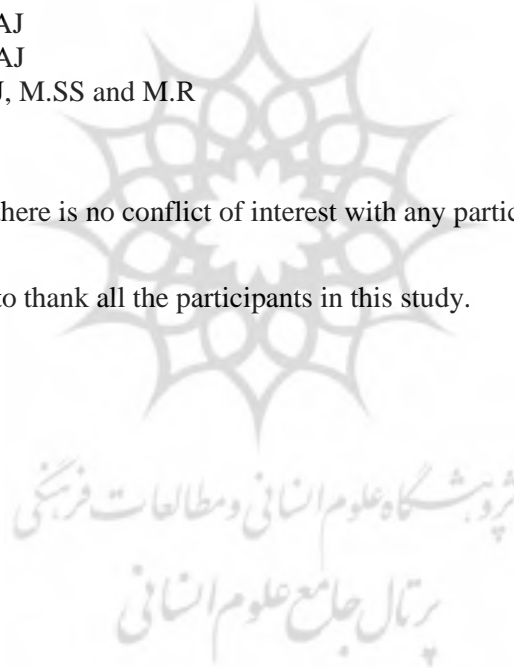 AJ
AJ
J, M.SS and M.R
here is no conflict of interest with any partic
to thank all the participants in this study.
پژوهشگاه علوم انسانی و مطالعات فرهنگی
پرتال جامع علوم انسانی